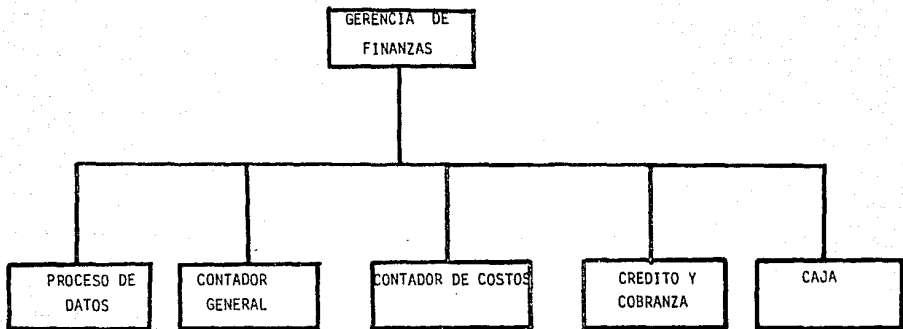 GERENCIA DE
FINANZAS
PROCESO DE
DATOS
CONTADOR
GENERAL
CONTADOR DE COSTOS
CREDITO Y
COBRANZA
CAJA